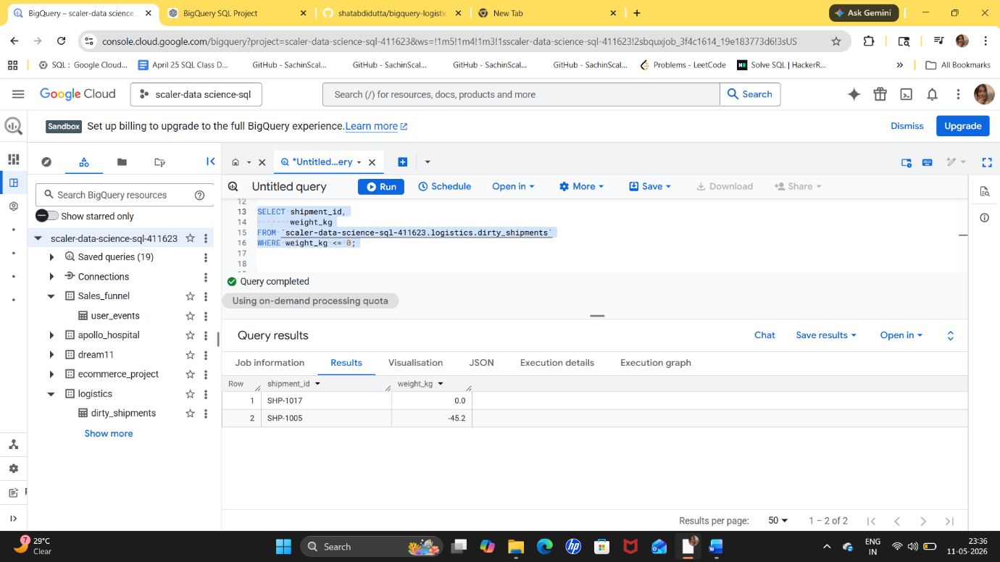 BigQuery – scaler-data science
BigQuery SQL Project
shatabdidutta/bigquery-logistic
New Tab
Ask Gemini
console.cloud.google.com/bigquery?project=scaler-data-science-sql-411623&ws=!1m5!1m4!1m3!1sscaler-data-science-sql-411623!2sbquxjob_3f4c1614_19e183773d6!3sUS
SQL : Google Cloud...
April 25 SQL Class D...
GitHub - SachinScal...
GitHub - SachinScal...
GitHub - SachinScal...
GitHub - SachinScal...
Problems - LeetCode
Solve SQL | HackerR...
All Bookmarks
Google Cloud
scaler-data science-sql
Search (/) for resources, docs, products and more
Search
Sandbox
Set up billing to upgrade to the full BigQuery experience. Learn more
Dismiss
Upgrade
*Untitled...ery
Search BigQuery resources
Show starred only
scaler-data-science-sql-411623
Saved queries (19)
Connections
Sales_funnel
user_events
apollo_hospital
dream11
ecommerce_project
logistics
dirty_shipments
Show more
Untitled query
Run
Schedule
Open in
More
Save
Download
Share
12
13 SELECT shipment_id,
14 weight_kg
15 FROM `scaler-data-science-sql-411623.logistics.dirty_shipments`
16 WHERE weight_kg <= 0;
17
18
Query completed
Using on-demand processing quota
Query results
Chat
Save results
Open in
Job information
Results
Visualisation
JSON
Execution details
Execution graph
Row shipment_id weight_kg
1 SHP-1017 0.0
2 SHP-1005 -45.2
Results per page: 50 1 – 2 of 2
7
29°C
Clear
Search
ENG
IN
23:36
11-05-2026